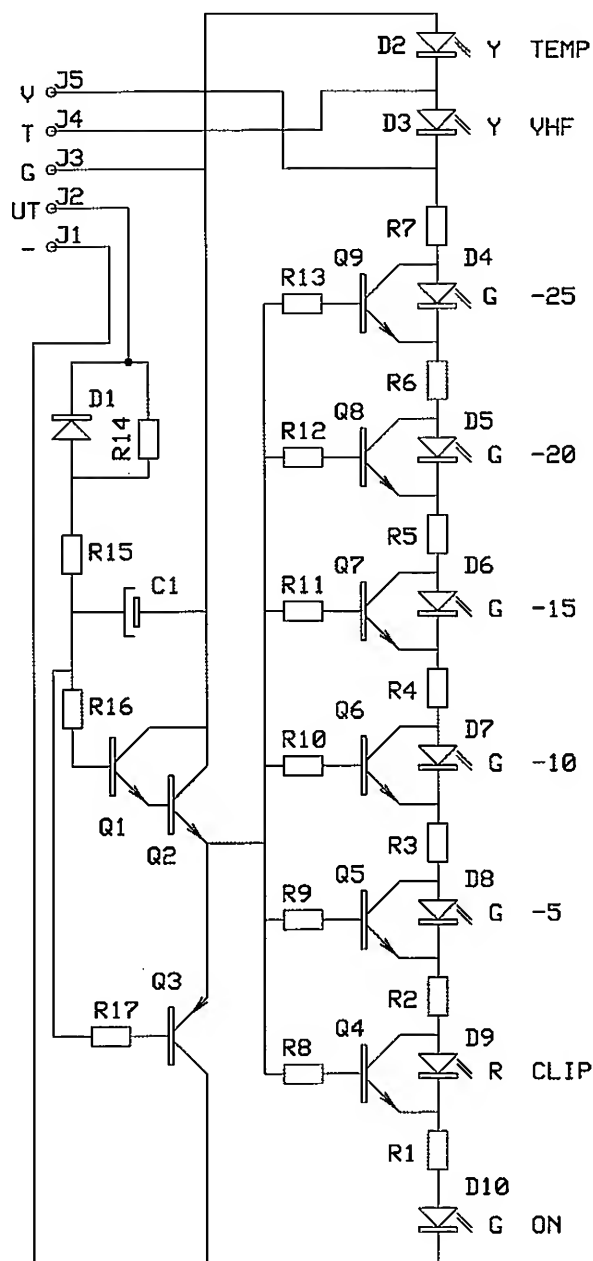 D2 Y TEMP
V J5
D3 Y VHF
T J4
G J3
UT J2
- J1
R7
Q9 D4
R13 G -25
R6
D1 Q8 D5
R14 R12 G -20
R5
R15 Q7 D6
C1 R11 G -15
R4
R16 Q6 D7
R10 G -10
Q1 Q2 R3
Q5 D8
R9 G -5
Q3 R2
R17 Q4 D9
R8 R CLIP
R1
D10
G ON